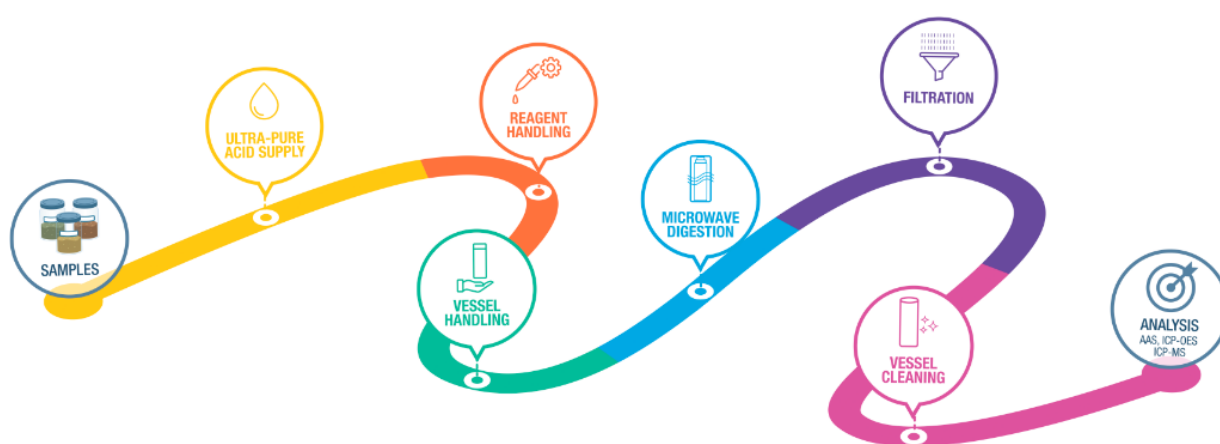 SAMPLES
ULTRA-PURE
ACID SUPPLY
REAGENT
HANDLING
VESSEL
HANDLING
MICROWAVE
DIGESTION
FILTRATION
VESSEL
CLEANING
ANALYSIS
AAS, ICP-OES
ICP-MS